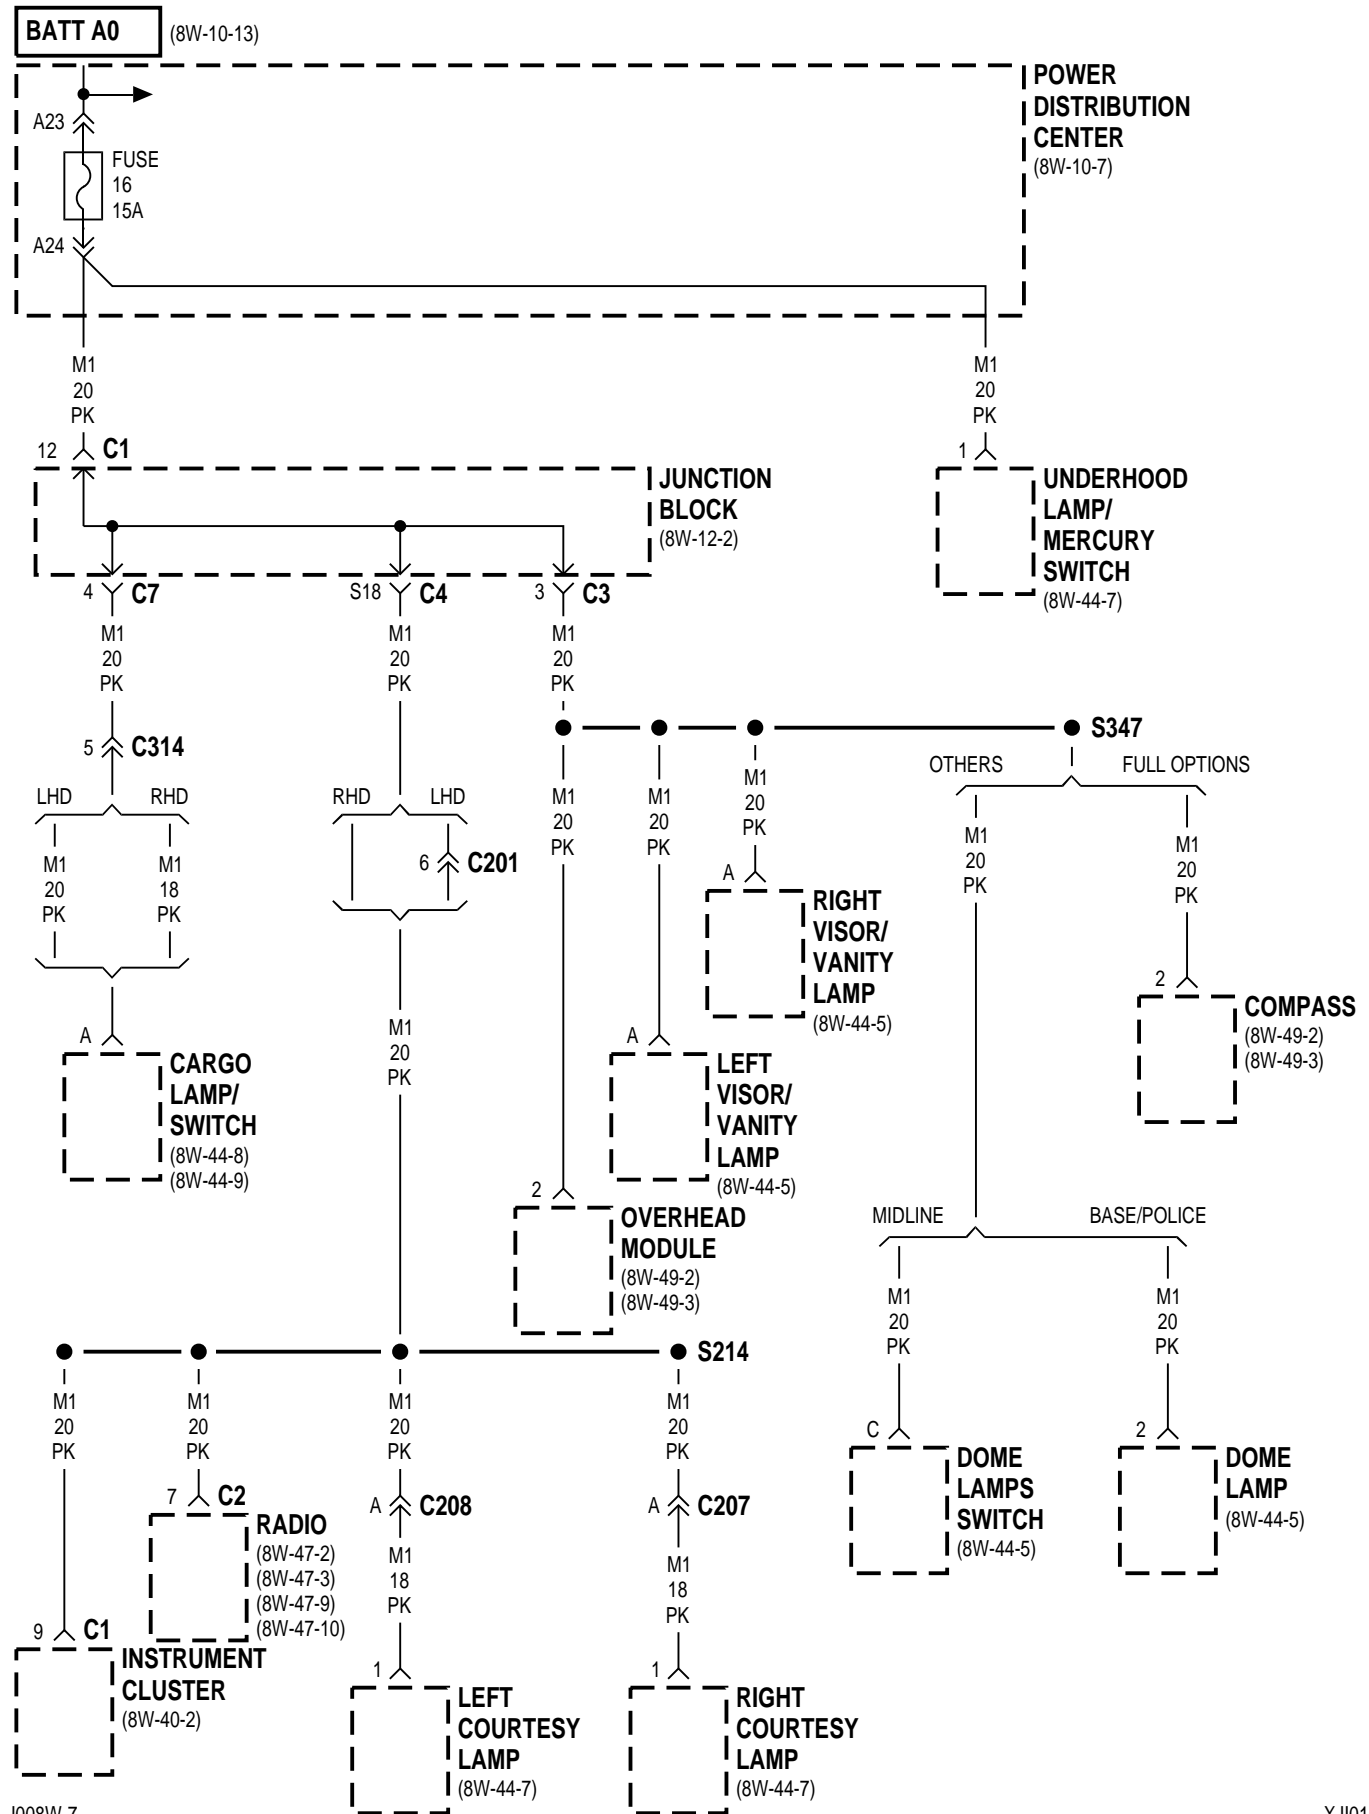 BATT A0 (8W-10-13)
POWER
DISTRIBUTION
CENTER
(8W-10-7)
A23
FUSE
16
15A
A24
M1
20
PK
M1
20
PK
12 C1
1
JUNCTION
BLOCK
(8W-12-2)
UNDERHOOD
LAMP/
MERCURY
SWITCH
(8W-44-7)
4 C7
S18 C4
3 C3
M1
20
PK
M1
20
PK
M1
20
PK
5 C314
S347
OTHERS
FULL OPTIONS
LHD
RHD
RHD
LHD
M1
20
PK
M1
18
PK
6 C201
M1
20
PK
M1
20
PK
M1
20
PK
M1
20
PK
M1
20
PK
A
RIGHT
VISOR/
VANITY
LAMP
(8W-44-5)
2
COMPASS
(8W-49-2)
(8W-49-3)
A
CARGO
LAMP/
SWITCH
(8W-44-8)
(8W-44-9)
M1
20
PK
A
LEFT
VISOR/
VANITY
LAMP
(8W-44-5)
2
OVERHEAD
MODULE
(8W-49-2)
(8W-49-3)
MIDLINE
BASE/POLICE
M1
20
PK
M1
20
PK
S214
M1
20
PK
M1
20
PK
M1
20
PK
M1
20
PK
C
DOME
LAMPS
SWITCH
(8W-44-5)
2
DOME
LAMP
(8W-44-5)
7 C2
RADIO
(8W-47-2)
(8W-47-3)
(8W-47-9)
(8W-47-10)
A C208
A C207
M1
18
PK
M1
18
PK
9 C1
INSTRUMENT
CLUSTER
(8W-40-2)
1
LEFT
COURTESY
LAMP
(8W-44-7)
1
RIGHT
COURTESY
LAMP
(8W-44-7)